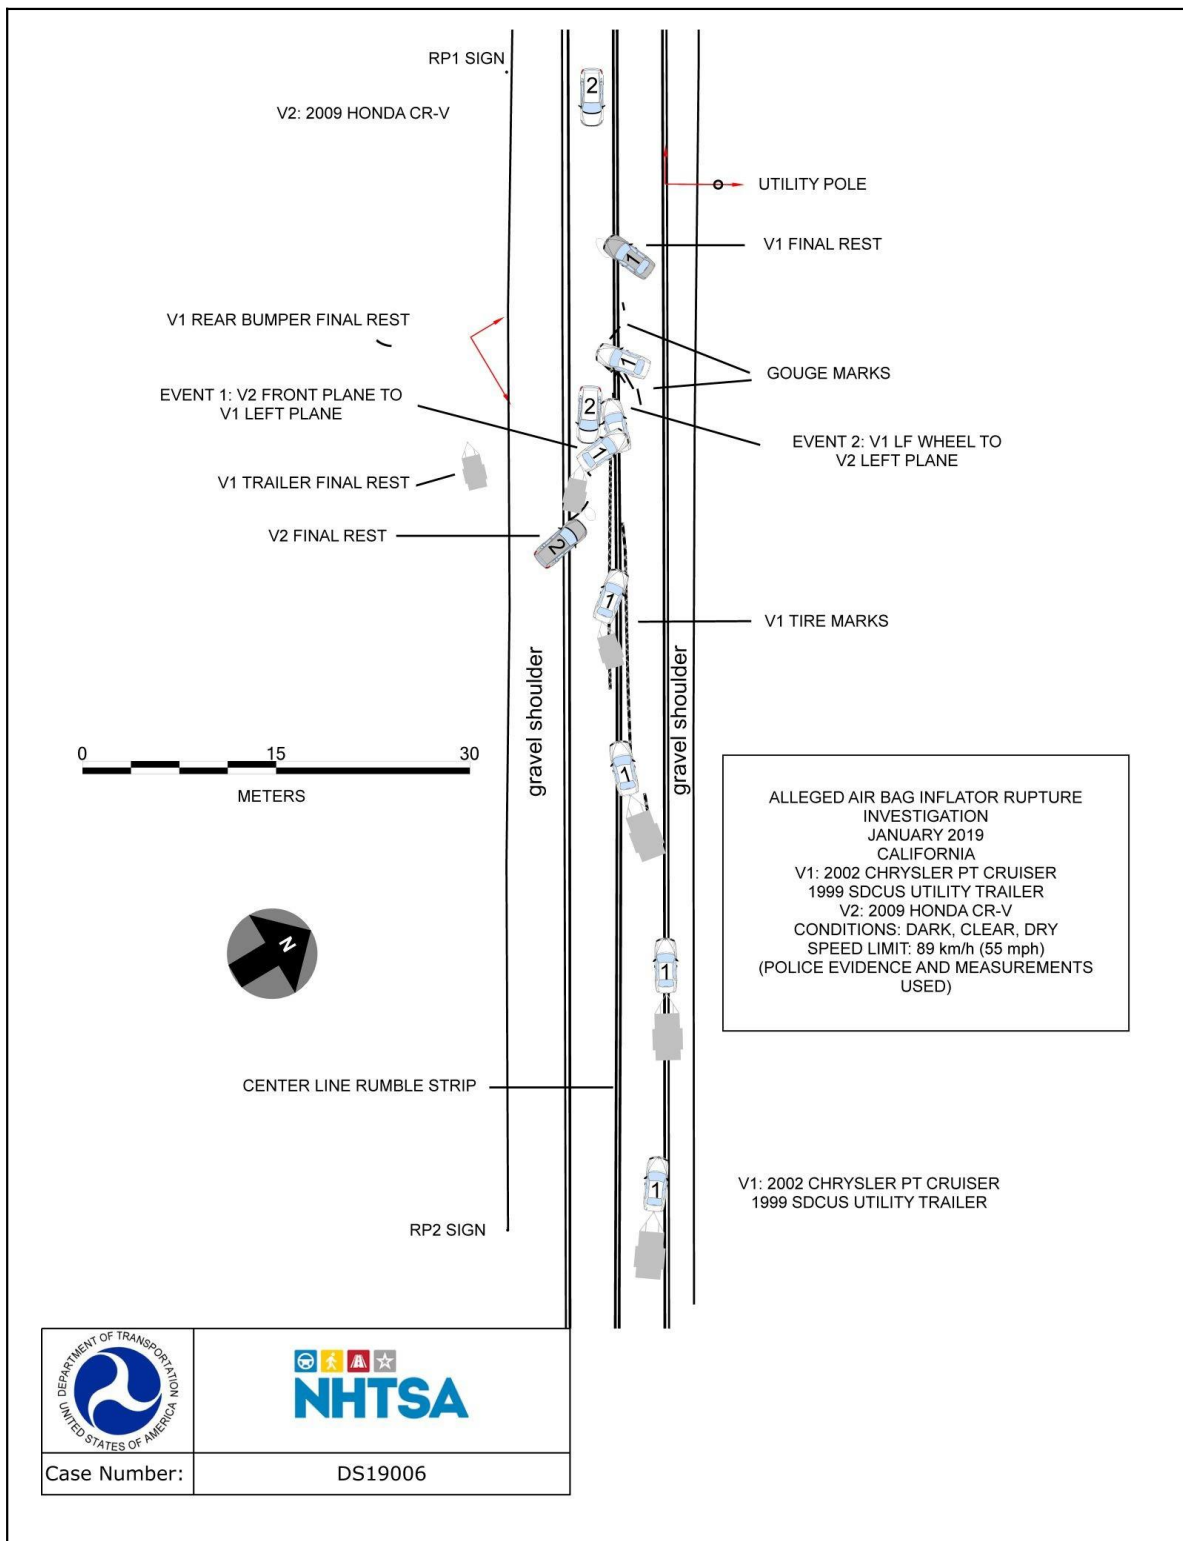 RP1 SIGN
2
V2: 2009 HONDA CR-V
UTILITY POLE
V1 FINAL REST
1
V1 REAR BUMPER FINAL REST
1
GOUGE MARKS
EVENT 1: V2 FRONT PLANE TO
V1 LEFT PLANE
2
EVENT 2: V1 LF WHEEL TO
V2 LEFT PLANE
1
V1 TRAILER FINAL REST
V2 FINAL REST
2
1
V1 TIRE MARKS
gravel shoulder
gravel shoulder
0 15 30
METERS
1
ALLEGED AIR BAG INFLATOR RUPTURE
INVESTIGATION
JANUARY 2019
CALIFORNIA
V1: 2002 CHRYSLER PT CRUISER
1999 SDCUS UTILITY TRAILER
V2: 2009 HONDA CR-V
CONDITIONS: DARK, CLEAR, DRY
SPEED LIMIT: 89 km/h (55 mph)
(POLICE EVIDENCE AND MEASUREMENTS
USED)
N
1
CENTER LINE RUMBLE STRIP
V1: 2002 CHRYSLER PT CRUISER
1999 SDCUS UTILITY TRAILER
1
RP2 SIGN
DEPARTMENT OF TRANSPORTATION
UNITED STATES OF AMERICA
NHTSA
Case Number:
DS19006